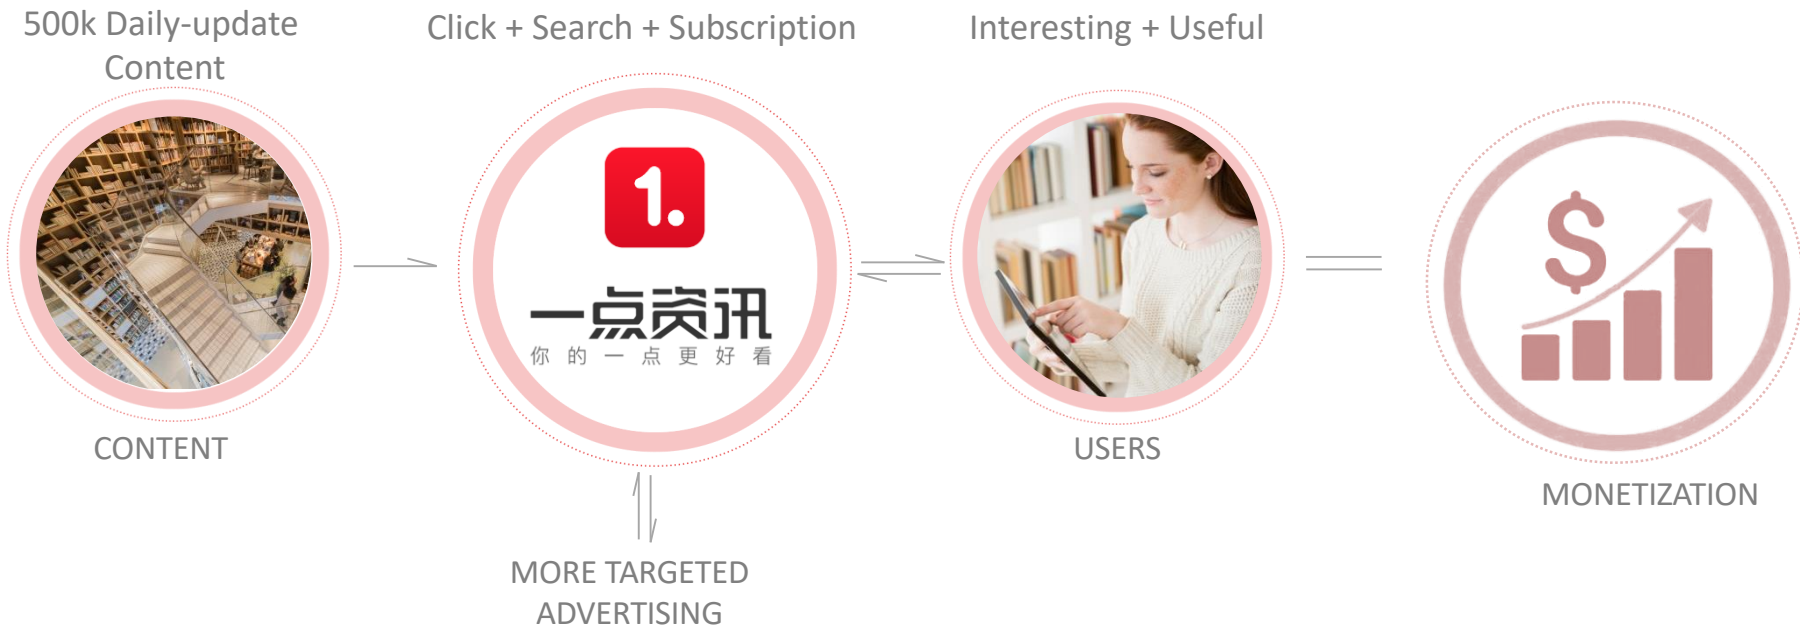 500k Daily-update
Content
Click + Search + Subscription
Interesting + Useful
1.
一点资讯
你的一点更好看
$
CONTENT
USERS
MONETIZATION
MORE TARGETED
ADVERTISING